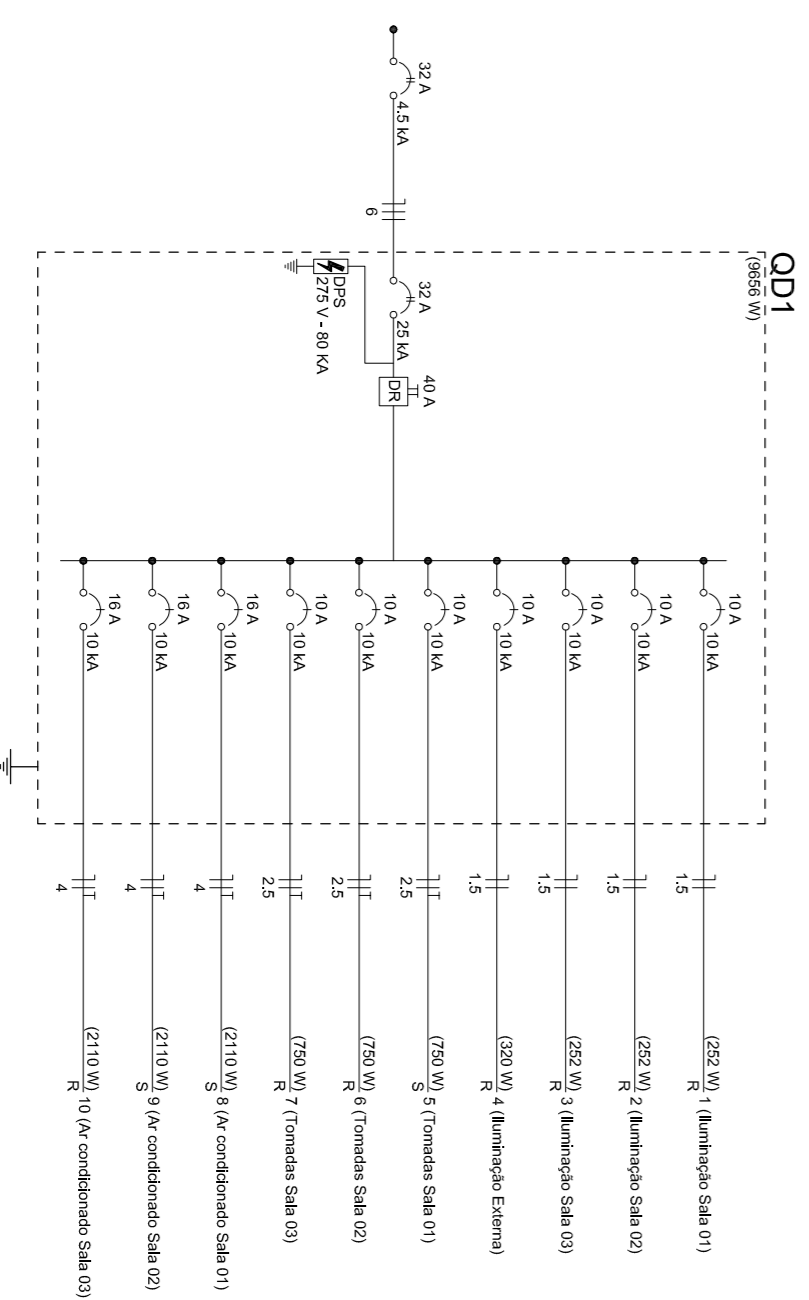 QD1
(9656 W)
32 A
4.5 kA
6
32 A
25 kA
DPS
275 V - 80 KA
40 A
DR
10 A
10 kA
1.5
(252 W)
R
1 (Iluminação Sala 01)
10 A
10 kA
1.5
(252 W)
R
2 (Iluminação Sala 02)
10 A
10 kA
1.5
(252 W)
R
3 (Iluminação Sala 03)
10 A
10 kA
1.5
(320 W)
R
4 (Iluminação Externa)
10 A
10 kA
2.5
(750 W)
S
5 (Tomadas Sala 01)
10 A
10 kA
2.5
(750 W)
R
6 (Tomadas Sala 02)
10 A
10 kA
2.5
(750 W)
R
7 (Tomadas Sala 03)
16 A
10 kA
4
(2110 W)
S
8 (Ar condicionado Sala 01)
16 A
10 kA
4
(2110 W)
S
9 (Ar condicionado Sala 02)
16 A
10 kA
4
(2110 W)
R
10 (Ar condicionado Sala 03)